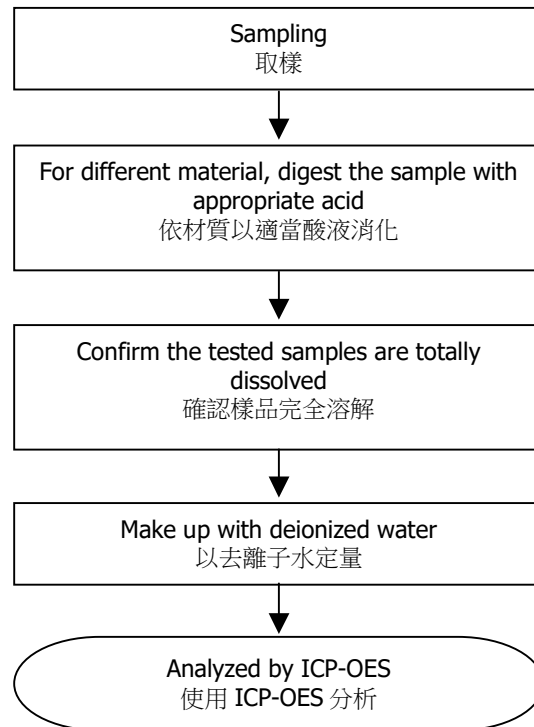 Sampling
取樣
For different material, digest the sample with
appropriate acid
依材質以適當酸液消化
Confirm the tested samples are totally
dissolved
確認樣品完全溶解
Make up with deionized water
以去離子水定量
Analyzed by ICP-OES
使用 ICP-OES 分析